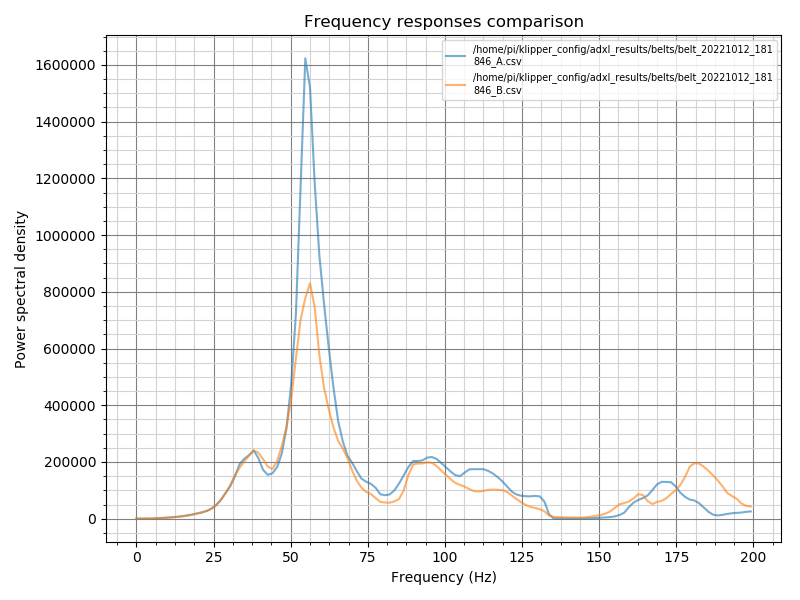 Frequency responses comparison
/home/pi/klipper_config/adxl_results/belts/belt_20221012_181
846_A.csv
/home/pi/klipper_config/adxl_results/belts/belt_20221012_181
846_B.csv
Power spectral density
1600000
1400000
1200000
1000000
800000
600000
400000
200000
0
0 25 50 75 100 125 150 175 200
Frequency (Hz)